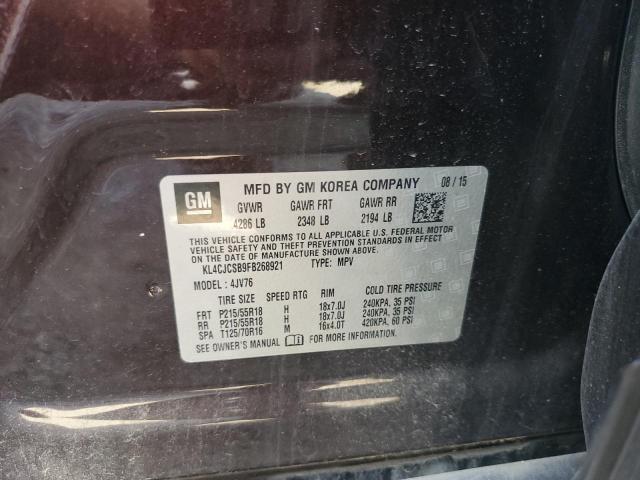 GM MFD BY GM KOREA COMPANY 08 / 15
GVWR GAWR FRT GAWR RR
4286 LB 2348 LB 2194 LB
THIS VEHICLE CONFORMS TO ALL APPLICABLE U.S. FEDERAL MOTOR
VEHICLE SAFETY AND THEFT PREVENTION STANDARDS IN EFFECT
ON THE DATE OF MANUFACTURE SHOWN ABOVE.
KL4CJCSB9FB268921 TYPE: MPV
MODEL : 4JV76
TIRE SIZE SPEED RTG RIM COLD TIRE PRESSURE
FRT P215/55R18 H 18x7.0J 240KPA, 35 PSI
RR P215/55R18 H 18x7.0J 240KPA, 35 PSI
SPA T125/70R16 M 16x4.0T 420KPA, 60 PSI
SEE OWNER'S MANUAL FOR MORE INFORMATION.